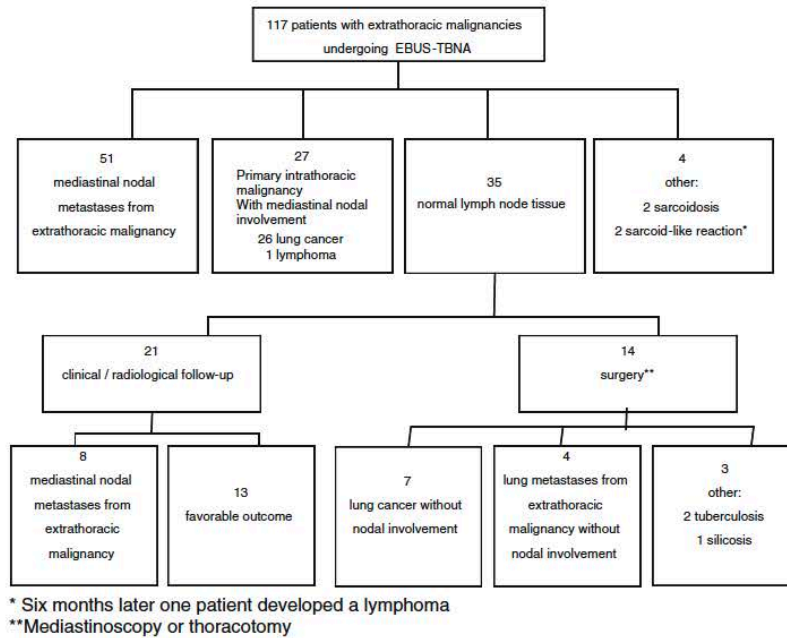 117 patients with extrathoracic malignancies
undergoing EBUS-TBNA
51
mediastinal nodal
metastases from
extrathoracic malignancy
27
Primary intrathoracic
malignancy
With mediastinal nodal
involvement
26 lung cancer
1 lymphoma
35
normal lymph node tissue
4
other:
2 sarcoidosis
2 sarcoid-like reaction*
21
clinical / radiological follow-up
14
surgery**
8
mediastinal nodal
metastases from
extrathoracic
malignancy
13
favorable outcome
7
lung cancer without
nodal involvement
4
lung metastases from
extrathoracic
malignancy without
nodal involvement
3
other:
2 tuberculosis
1 silicosis
* Six months later one patient developed a lymphoma
**Mediastinoscopy or thoracotomy